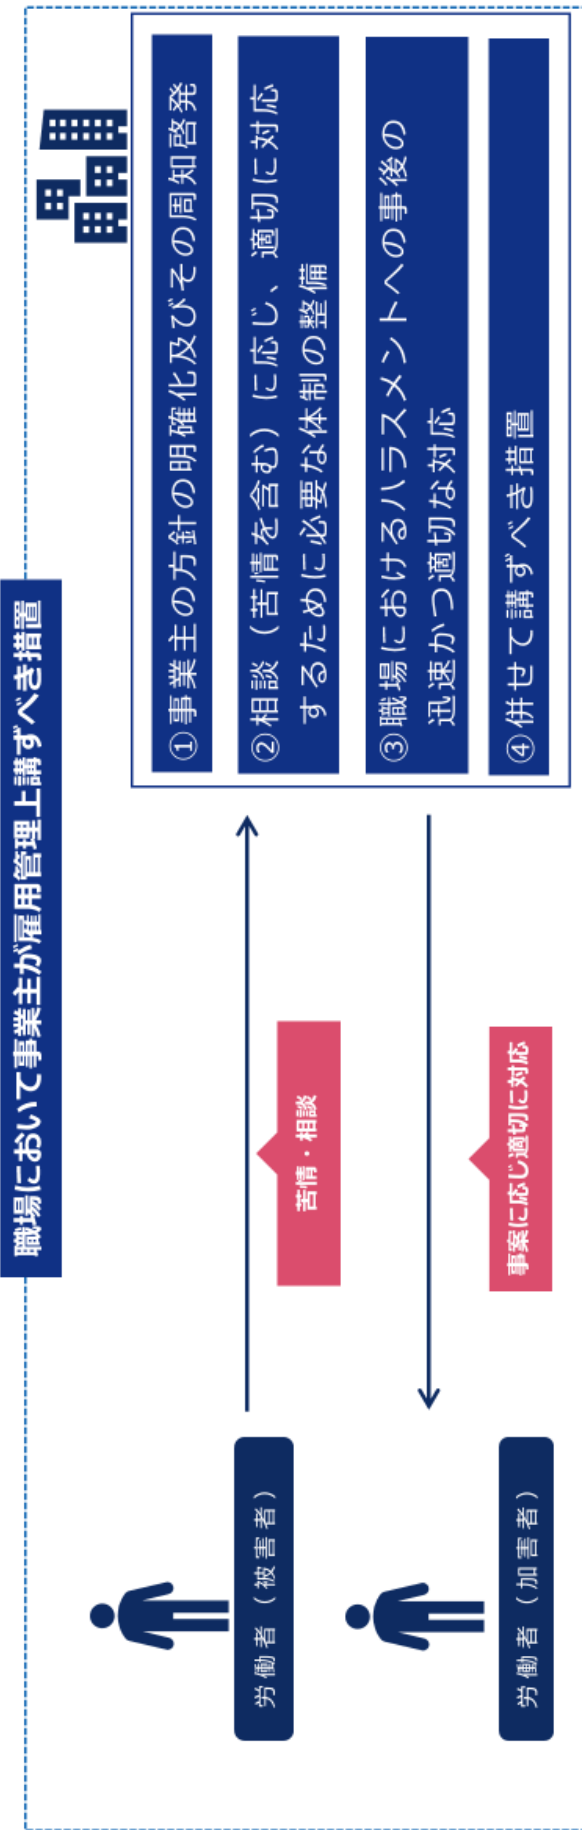 職場において事業主が雇用管理上講ずべき措置
①事業主の方針の明確化及びその周知啓発
②相談（苦情を含む）に応じ、適切に対応
するために必要な体制の整備
③職場におけるハラスメントへの事後の
迅速かつ適切な対応
④併せて講ずべき措置
苦情・相談
事案に応じ適切に対応
労働者（被害者）
労働者（加害者）